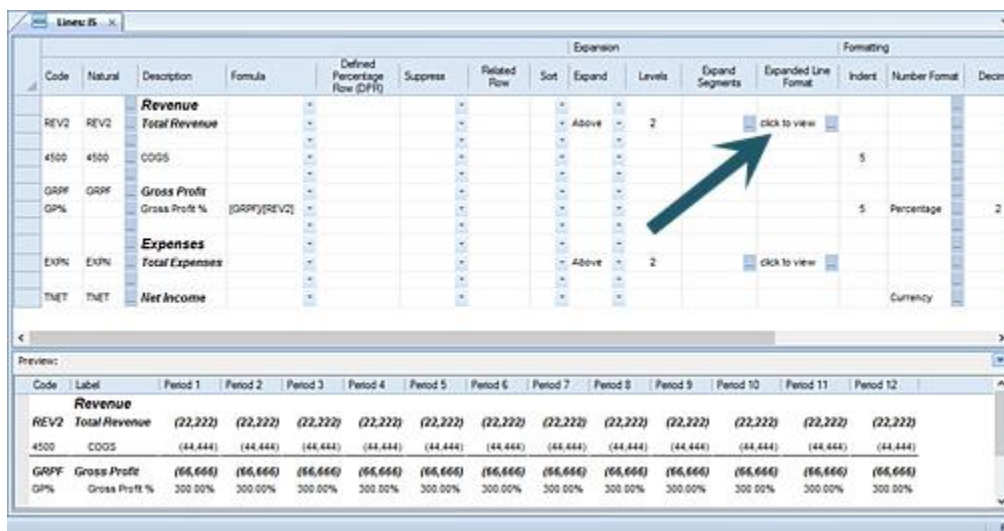 Lines: IS
Expansion Formatting
Code Natural Description Formula Defined Percentage Row (DPR) Suppress Related Row Sort Expand Levels Expand Segments Expanded Line Format Indent Number Format Decim
Revenue
REV2 REV2 Total Revenue Above 2 click to view
4500 4500 COGS 5
GRPF GRPF Gross Profit
GP% Gross Profit % [GRPF]/[REV2] 5 Percentage 2
Expenses
EXPN EXPN Total Expenses Above 2 click to view
TNET TNET Net Income Currency
Preview:
Code Label Period 1 Period 2 Period 3 Period 4 Period 5 Period 6 Period 7 Period 8 Period 9 Period 10 Period 11 Period 12
Revenue
REV2 Total Revenue (22,222) (22,222) (22,222) (22,222) (22,222) (22,222) (22,222) (22,222) (22,222) (22,222) (22,222) (22,222)
4500 COGS (44,444) (44,444) (44,444) (44,444) (44,444) (44,444) (44,444) (44,444) (44,444) (44,444) (44,444) (44,444)
GRPF Gross Profit (66,666) (66,666) (66,666) (66,666) (66,666) (66,666) (66,666) (66,666) (66,666) (66,666) (66,666) (66,666)
GP% Gross Profit % 300.00% 300.00% 300.00% 300.00% 300.00% 300.00% 300.00% 300.00% 300.00% 300.00% 300.00% 300.00%